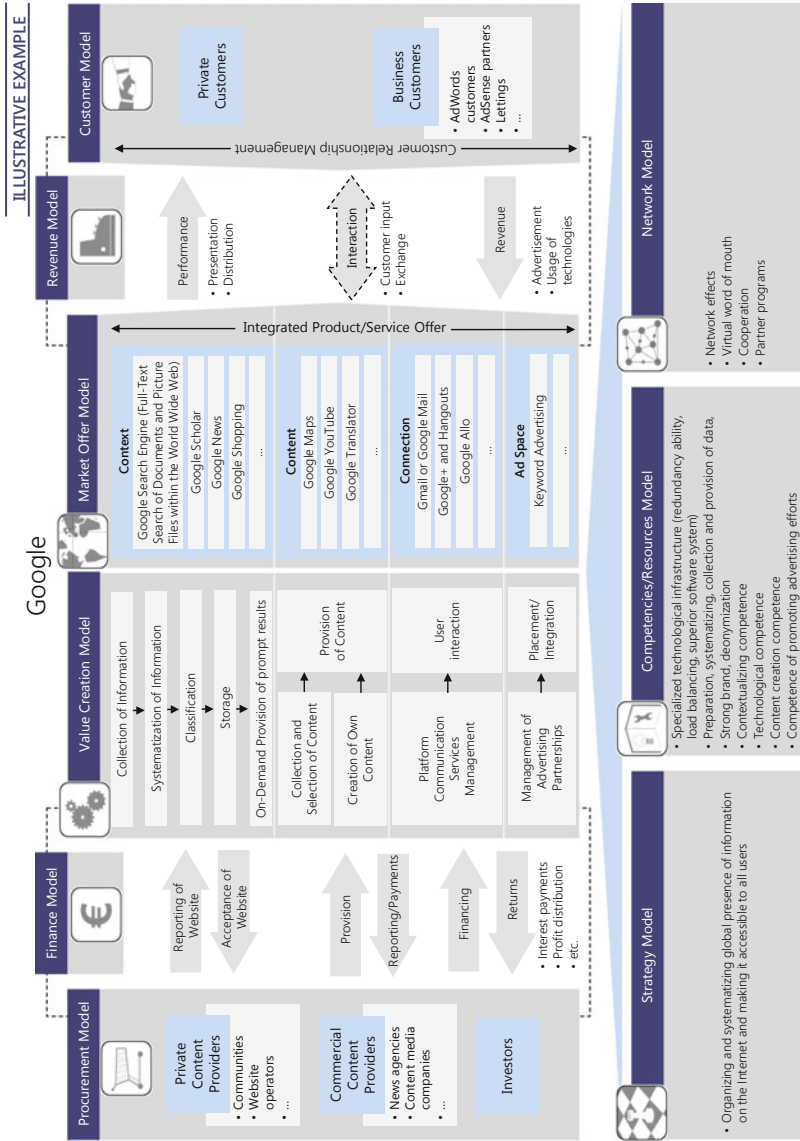 ILLUSTRATIVE EXAMPLE
Google
Procurement Model
Private
Content
Providers
• Communities
• Website
operators
• ...
Commercial
Content
Providers
• News agencies
• Content media
companies
• ...
Investors
Finance Model
€
Reporting of
Website
Acceptance of
Website
Provision
Reporting/Payments
Financing
Returns
• Interest payments
• Profit distribution
• etc.
Value Creation Model
Collection of Information
Systematization of Information
Classification
Storage
On-Demand Provision of prompt results
Collection and
Selection of Content
Creation of Own
Content
Provision
of Content
Platform
Communication
Services
Management
User
interaction
Management of
Advertising
Partnerships
Placement/
Integration
Market Offer Model
Context
Google Search Engine (Full-Text
Search of Documents and Picture
Files within the World Wide Web)
Google Scholar
Google News
Google Shopping
...
Content
Google Maps
Google YouTube
Google Translator
...
Connection
Gmail or Google Mail
Google+ and Hangouts
Google Allo
...
Ad Space
Keyword Advertising
...
Integrated Product/Service Offer
Revenue Model
Performance
• Presentation
• Distribution
Interaction
• Customer input
• Exchange
Revenue
• Advertisement
• Usage of
technologies
Customer Model
Customer Relationship Management
Private
Customers
Business
Customers
• AdWords
customers
• AdSense partners
• Lettings
• ...
Strategy Model
• Organizing and systematizing global presence of information
on the Internet and making it accessible to all users
Competencies/Resources Model
• Specialized technological infrastructure (redundancy ability,
load balancing, superior software system)
• Preparation, systematizing, collection and provision of data,
• Strong brand, deonymization
• Contextualizing competence
• Technological competence
• Content creation competence
• Competence of promoting advertising efforts
Network Model
• Network effects
• Virtual word of mouth
• Cooperation
• Partner programs